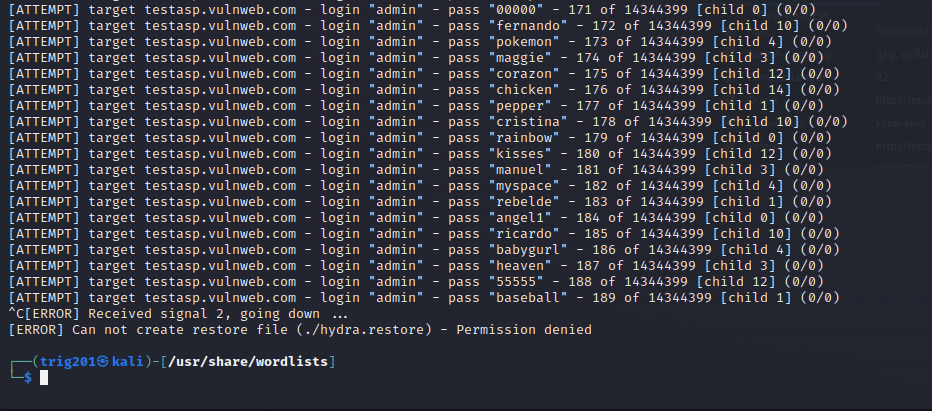 [ATTEMPT] target testasp.vulnweb.com - login "admin" - pass "00000" - 171 of 14344399 [child 0] (0/0)
[ATTEMPT] target testasp.vulnweb.com - login "admin" - pass "fernando" - 172 of 14344399 [child 10] (0/0)
[ATTEMPT] target testasp.vulnweb.com - login "admin" - pass "pokemon" - 173 of 14344399 [child 4] (0/0)
[ATTEMPT] target testasp.vulnweb.com - login "admin" - pass "maggie" - 174 of 14344399 [child 3] (0/0)
[ATTEMPT] target testasp.vulnweb.com - login "admin" - pass "corazon" - 175 of 14344399 [child 12] (0/0)
[ATTEMPT] target testasp.vulnweb.com - login "admin" - pass "chicken" - 176 of 14344399 [child 14] (0/0)
[ATTEMPT] target testasp.vulnweb.com - login "admin" - pass "pepper" - 177 of 14344399 [child 1] (0/0)
[ATTEMPT] target testasp.vulnweb.com - login "admin" - pass "cristina" - 178 of 14344399 [child 10] (0/0)
[ATTEMPT] target testasp.vulnweb.com - login "admin" - pass "rainbow" - 179 of 14344399 [child 0] (0/0)
[ATTEMPT] target testasp.vulnweb.com - login "admin" - pass "kisses" - 180 of 14344399 [child 12] (0/0)
[ATTEMPT] target testasp.vulnweb.com - login "admin" - pass "manuel" - 181 of 14344399 [child 3] (0/0)
[ATTEMPT] target testasp.vulnweb.com - login "admin" - pass "myspace" - 182 of 14344399 [child 4] (0/0)
[ATTEMPT] target testasp.vulnweb.com - login "admin" - pass "rebelde" - 183 of 14344399 [child 1] (0/0)
[ATTEMPT] target testasp.vulnweb.com - login "admin" - pass "angel1" - 184 of 14344399 [child 0] (0/0)
[ATTEMPT] target testasp.vulnweb.com - login "admin" - pass "ricardo" - 185 of 14344399 [child 10] (0/0)
[ATTEMPT] target testasp.vulnweb.com - login "admin" - pass "babygurl" - 186 of 14344399 [child 4] (0/0)
[ATTEMPT] target testasp.vulnweb.com - login "admin" - pass "heaven" - 187 of 14344399 [child 3] (0/0)
[ATTEMPT] target testasp.vulnweb.com - login "admin" - pass "55555" - 188 of 14344399 [child 12] (0/0)
[ATTEMPT] target testasp.vulnweb.com - login "admin" - pass "baseball" - 189 of 14344399 [child 1] (0/0)
^C[ERROR] Received signal 2, going down ...
[ERROR] Can not create restore file (./hydra.restore) - Permission denied
┌──(trig201㉿kali)-[/usr/share/wordlists]
└─$